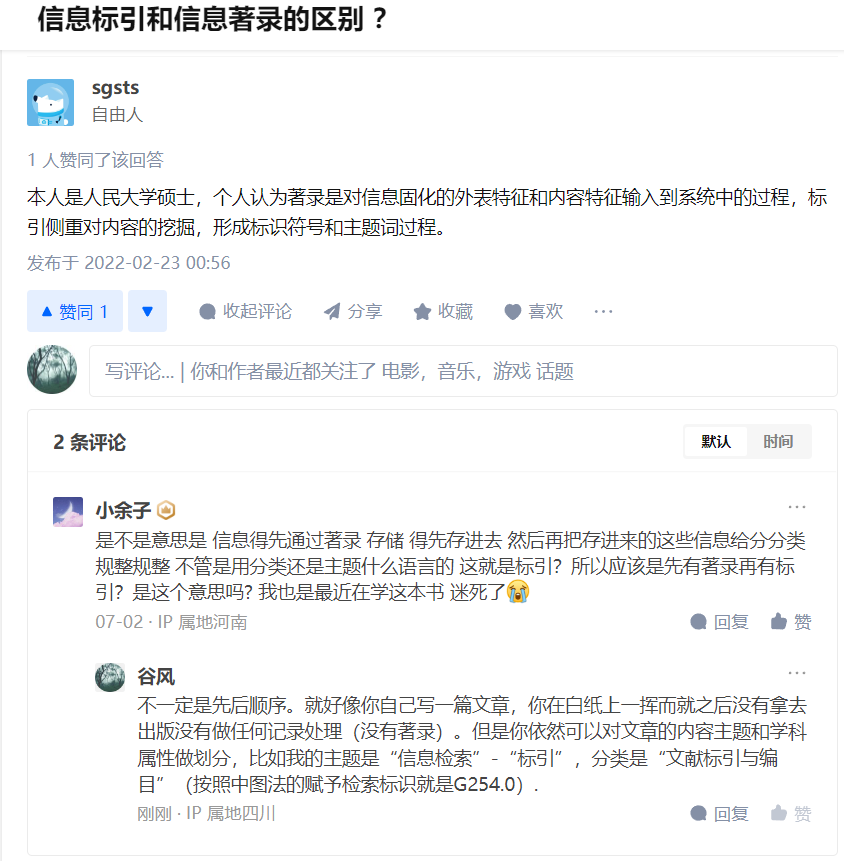 信息标引和信息著录的区别？
sgsts
自由人
1 人赞同了该回答
本人是人民大学硕士，个人认为著录是对信息固化的外表特征和内容特征输入到系统中的过程，标
引侧重对内容的挖掘，形成标识符号和主题词过程。
发布于 2022-02-23 00:56
赞同 1 收起评论 分享 收藏 喜欢 ···
写评论... | 你和作者最近都关注了 电影，音乐，游戏 话题
2 条评论 默认 时间
小余子 ···
是不是意思是 信息得先通过著录 存储 得先存进去 然后再把存进来的这些信息给分分类
规整规整 不管是用分类还是主题什么语言的 这就是标引？所以应该是先有著录再有标
引？是这个意思吗? 我也是最近在学这本书 迷死了😭
07-02 · IP 属地河南 回复 赞
谷风 ···
不一定是先后顺序。就好像你自己写一篇文章，你在白纸上一挥而就之后没有拿去
出版没有做任何记录处理（没有著录）。但是你依然可以对文章的内容主题和学科
属性做划分，比如我的主题是“信息检索”-“标引”，分类是“文献标引与编
目”（按照中图法的赋予检索标识就是G254.0）.
刚刚 · IP 属地四川 回复 赞